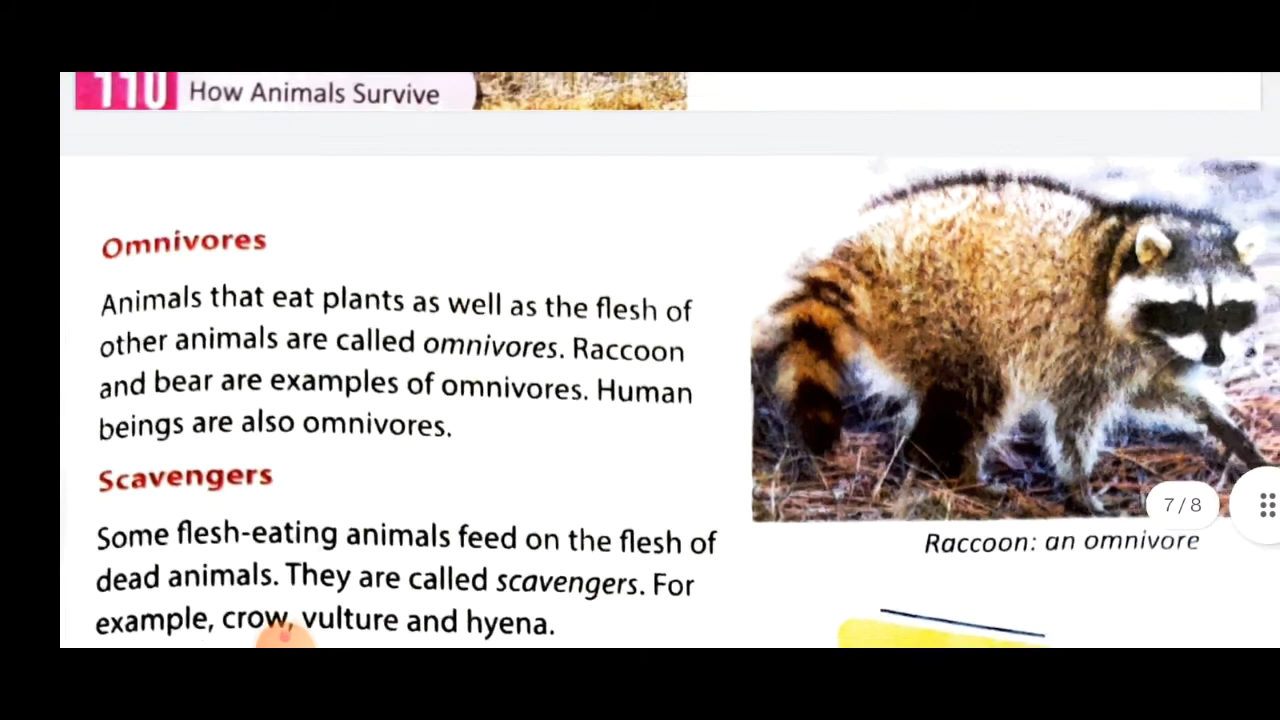 110 How Animals Survive
Omnivores
Animals that eat plants as well as the flesh of
other animals are called omnivores. Raccoon
and bear are examples of omnivores. Human
beings are also omnivores.
Scavengers
Some flesh-eating animals feed on the flesh of
dead animals. They are called scavengers. For
example, crow, vulture and hyena.
7/8
Raccoon: an omnivore